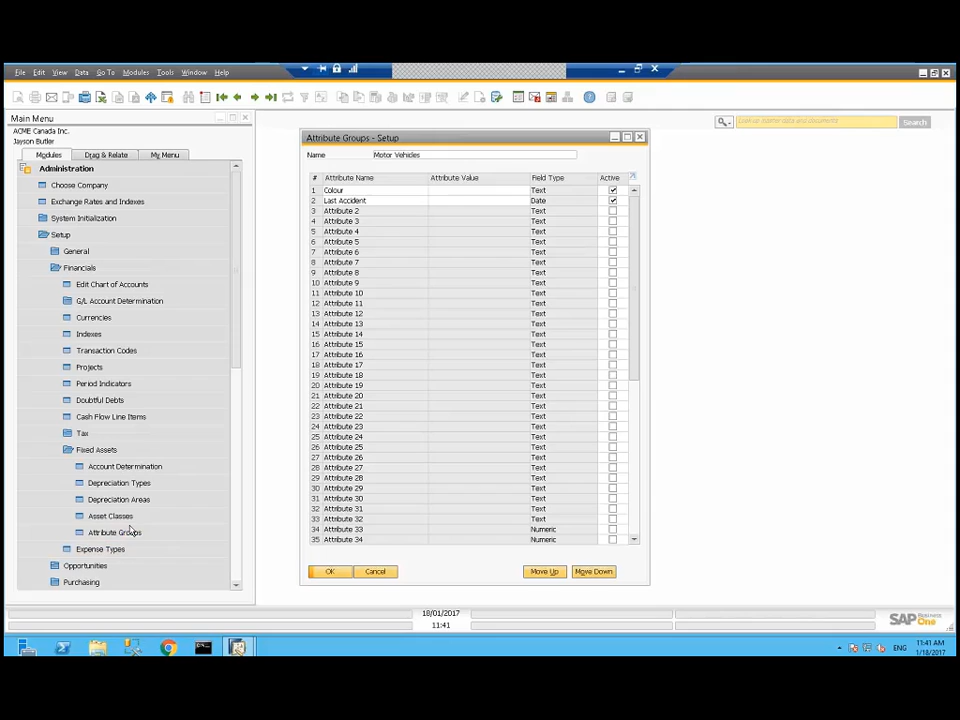 File Edit View Data Go To Modules Tools Window Help
Main Menu
ACME Canada Inc.
Jayson Butler
Modules Drag & Relate My Menu
Administration
Choose Company
Exchange Rates and Indexes
System Initialization
Setup
General
Financials
Edit Chart of Accounts
G/L Account Determination
Currencies
Indexes
Transaction Codes
Projects
Period Indicators
Doubtful Debts
Cash Flow Line Items
Tax
Fixed Assets
Account Determination
Depreciation Types
Depreciation Areas
Asset Classes
Attribute Groups
Expense Types
Opportunities
Purchasing
Look up master data and documents Search
Attribute Groups - Setup
Name Motor Vehicles
# Attribute Name Attribute Value Field Type Active
1 Colour Text
2 Last Accident Date
3 Attribute 2 Text
4 Attribute 3 Text
5 Attribute 4 Text
6 Attribute 5 Text
7 Attribute 6 Text
8 Attribute 7 Text
9 Attribute 8 Text
10 Attribute 9 Text
11 Attribute 10 Text
12 Attribute 11 Text
13 Attribute 12 Text
14 Attribute 13 Text
15 Attribute 14 Text
16 Attribute 15 Text
17 Attribute 16 Text
18 Attribute 17 Text
19 Attribute 18 Text
20 Attribute 19 Text
21 Attribute 20 Text
22 Attribute 21 Text
23 Attribute 22 Text
24 Attribute 23 Text
25 Attribute 24 Text
26 Attribute 25 Text
27 Attribute 26 Text
28 Attribute 27 Text
29 Attribute 28 Text
30 Attribute 29 Text
31 Attribute 30 Text
32 Attribute 31 Text
33 Attribute 32 Text
34 Attribute 33 Numeric
35 Attribute 34 Numeric
OK Cancel Move Up Move Down
18/01/2017
11:41
SAP Business One
ENG
11:41 AM
1/18/2017